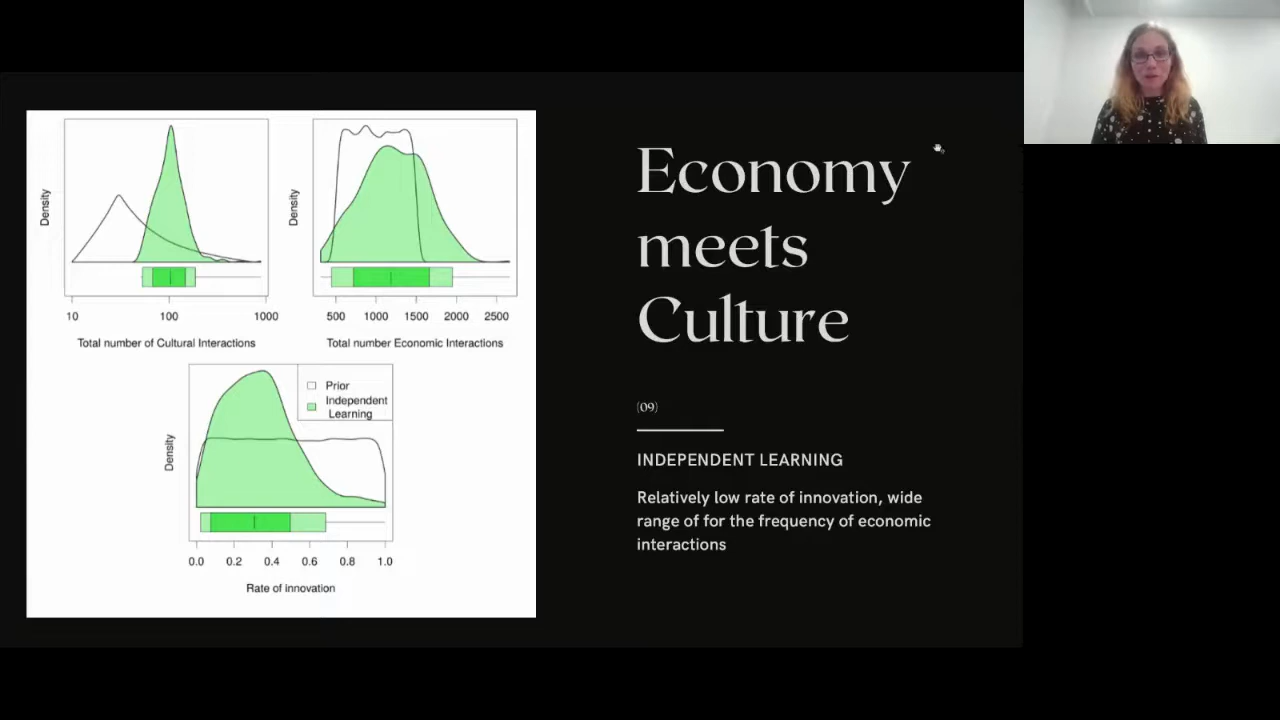 Density
10 100 1000
Total number of Cultural Interactions
Density
500 1000 1500 2000 2500
Total number Economic Interactions
Density
Prior
Independent
Learning
0.0 0.2 0.4 0.6 0.8 1.0
Rate of innovation
Economy
meets
Culture
(09)
INDEPENDENT LEARNING
Relatively low rate of innovation, wide
range of for the frequency of economic
interactions